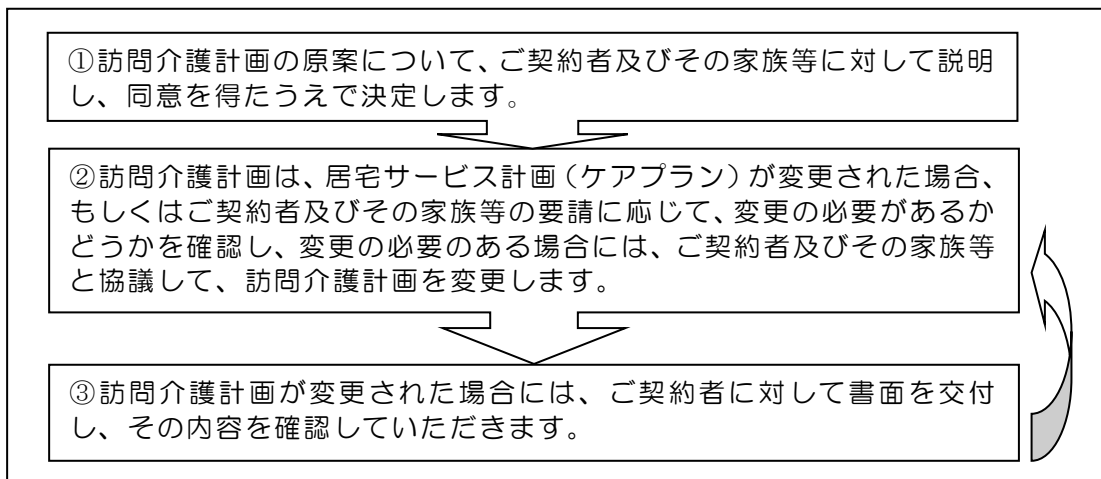 ①訪問介護計画の原案について、ご契約者及びその家族等に対して説明
し、同意を得たうえで決定します。
②訪問介護計画は、居宅サービス計画（ケアプラン）が変更された場合、
もしくはご契約者及びその家族等の要請に応じて、変更の必要があるか
どうかを確認し、変更の必要のある場合には、ご契約者及びその家族等
と協議して、訪問介護計画を変更します。
③訪問介護計画が変更された場合には、ご契約者に対して書面を交付
し、その内容を確認していただきます。